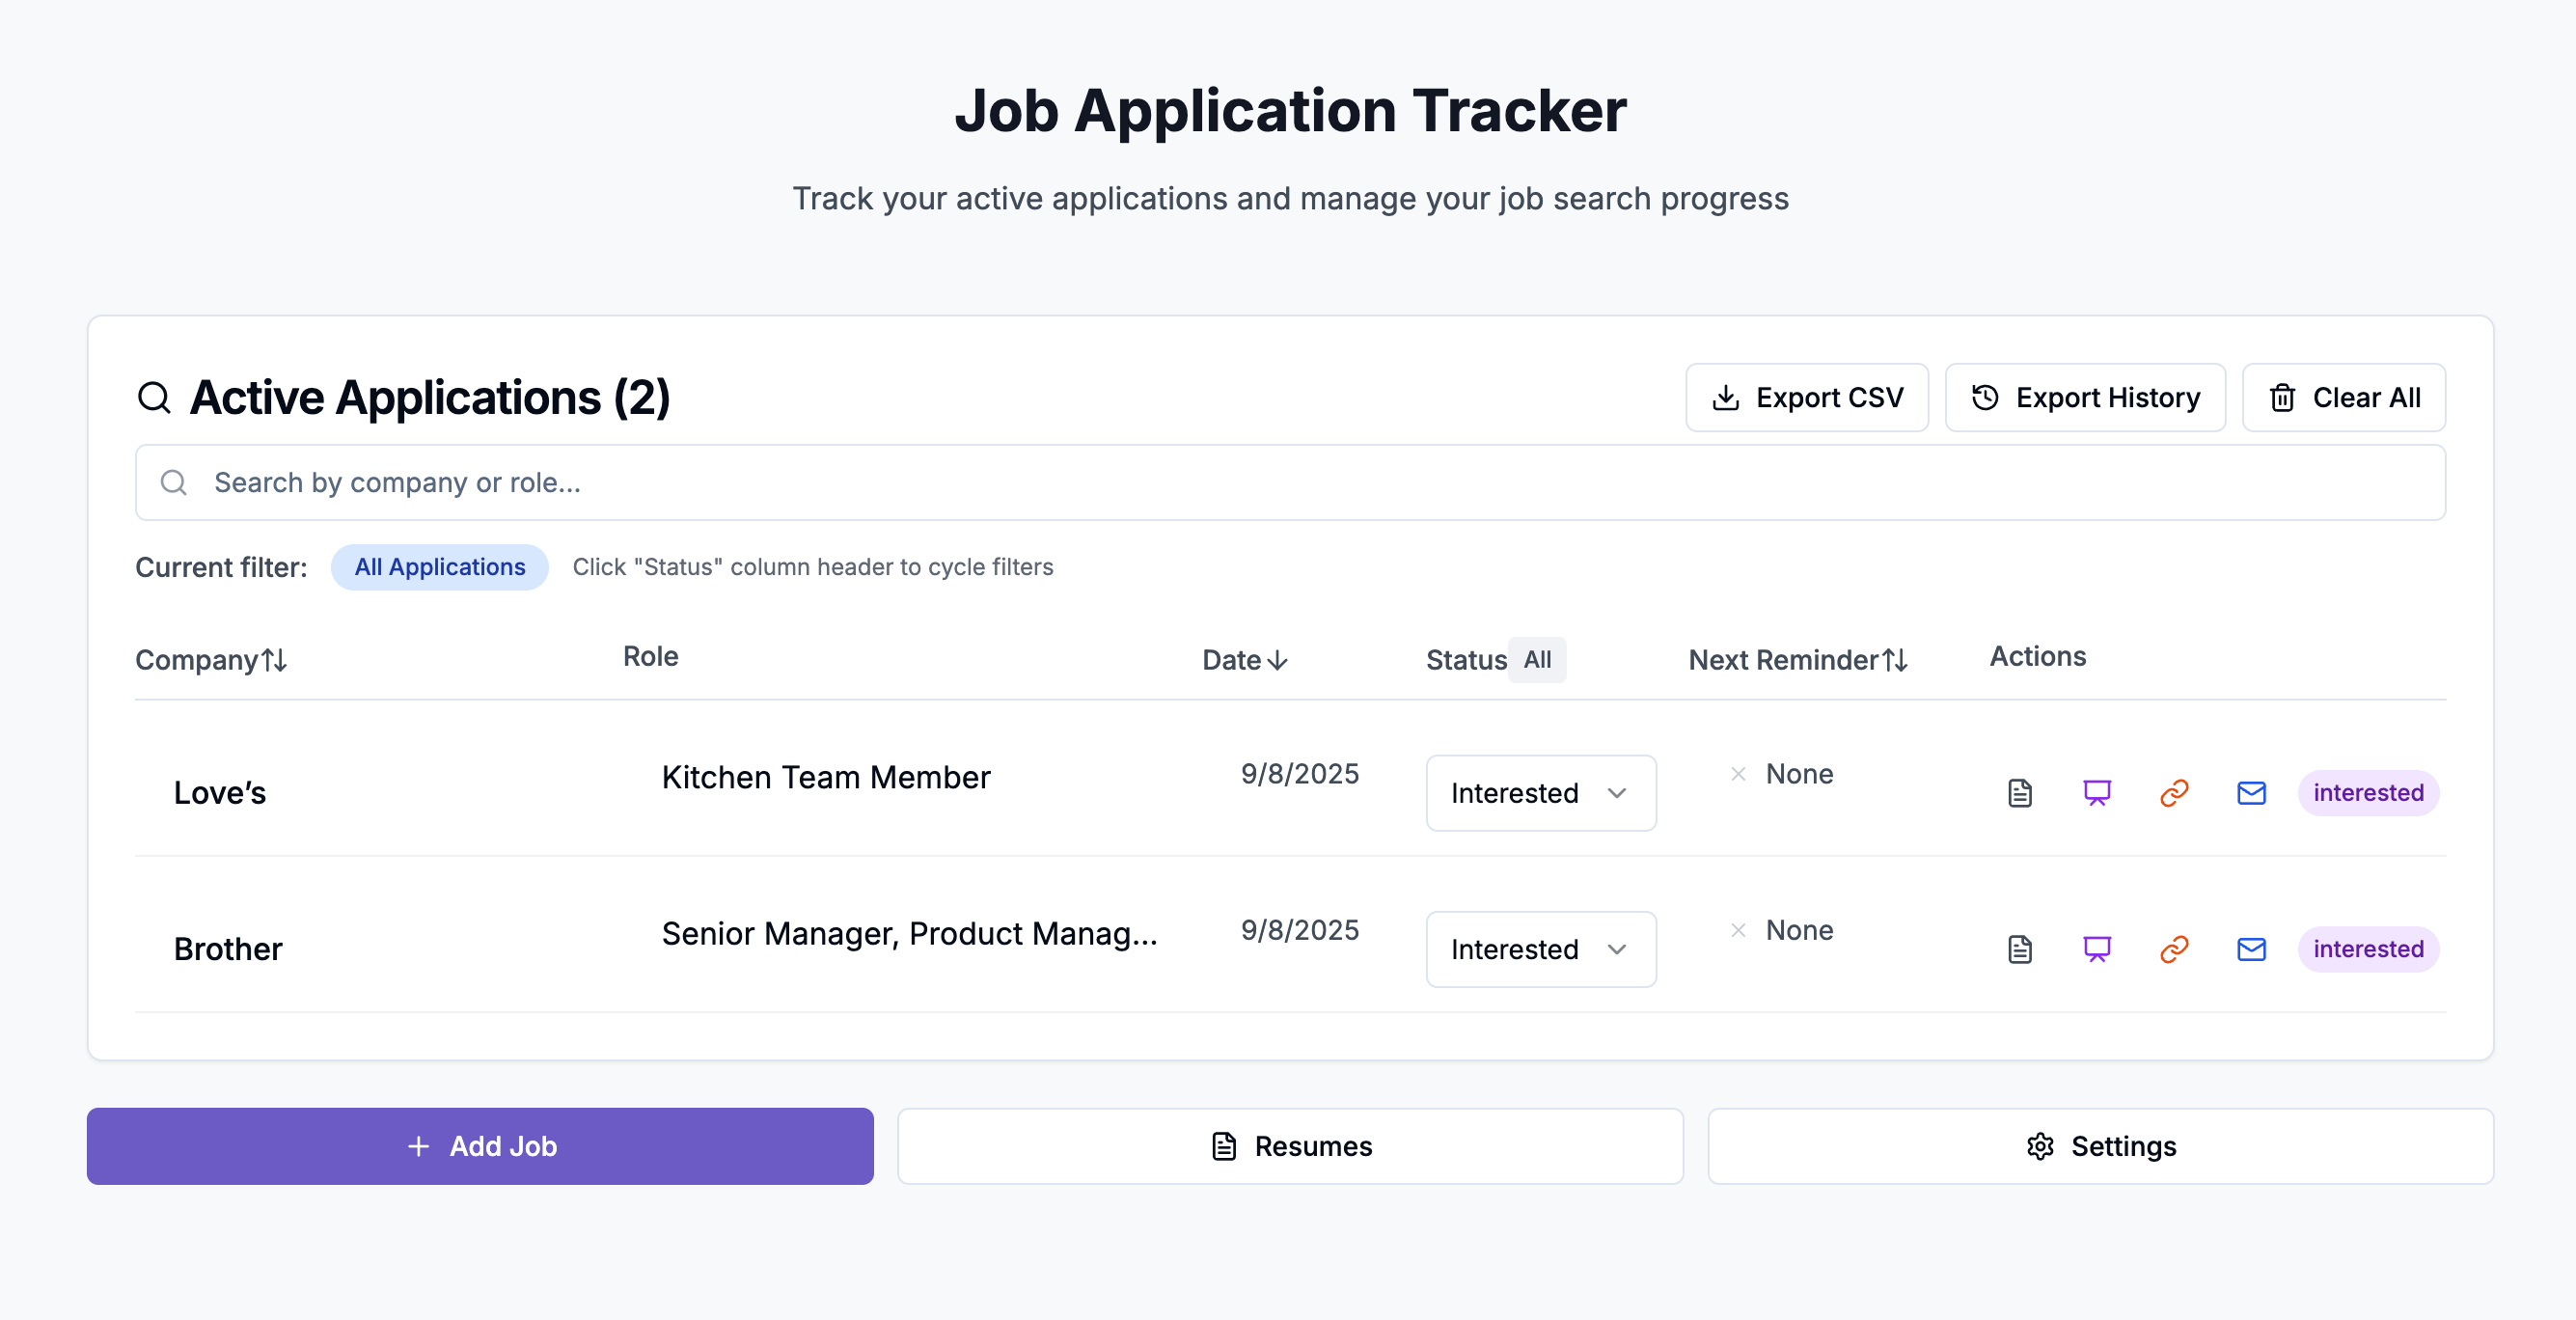 Job Application Tracker
Track your active applications and manage your job search progress
Active Applications (2)
Export CSV
Export History
Clear All
Search by company or role...
Current filter: All Applications Click "Status" column header to cycle filters
Company Role Date Status All Next Reminder Actions
Love’s Kitchen Team Member 9/8/2025 Interested None interested
Brother Senior Manager, Product Manag... 9/8/2025 Interested None interested
Add Job
Resumes
Settings